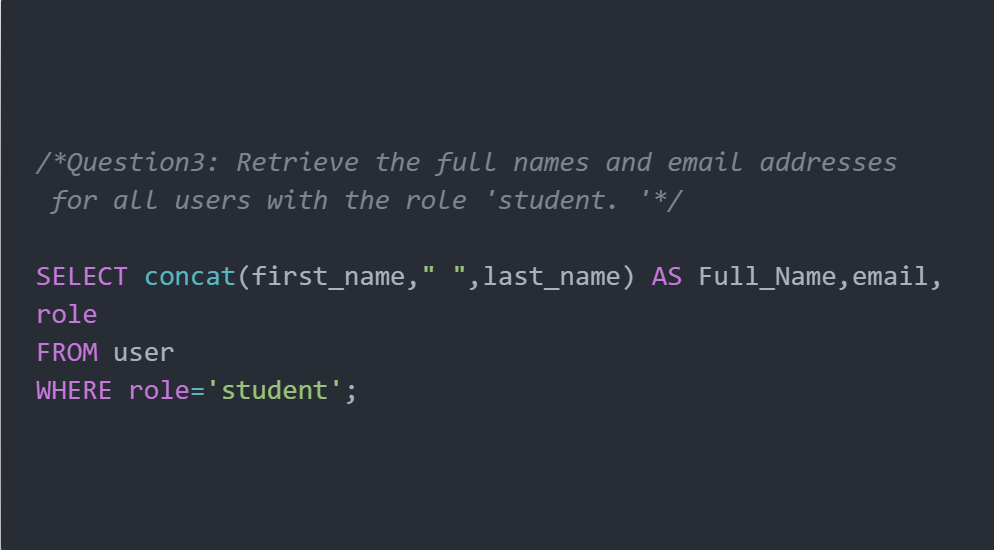 /*Question3: Retrieve the full names and email addresses
for all users with the role 'student. '*/
SELECT concat(first_name," ",last_name) AS Full_Name,email,
role
FROM user
WHERE role='student';